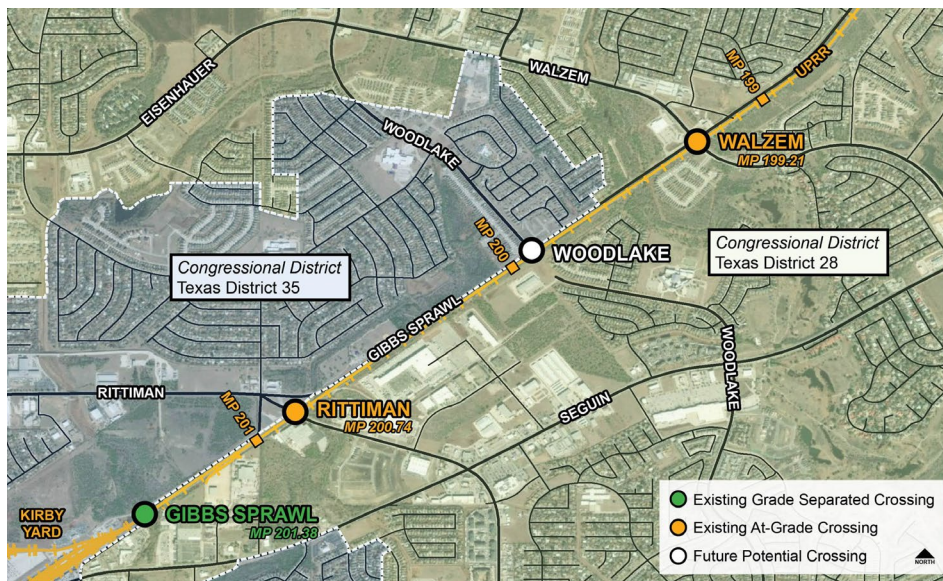 MP 199
UPRR
EISENHAUER
WALZEM
WOODLAKE
WALZEM
MP 199.21
MP 200
WOODLAKE
Congressional District
Texas District 28
Congressional District
Texas District 35
GIBBS SPRAWL
WOODLAKE
RITTIMAN
SEGUIN
MP 201
RITTIMAN
MP 200.74
KIRBY
YARD
GIBBS SPRAWL
MP 201.38
Existing Grade Separated Crossing
Existing At-Grade Crossing
Future Potential Crossing
NORTH